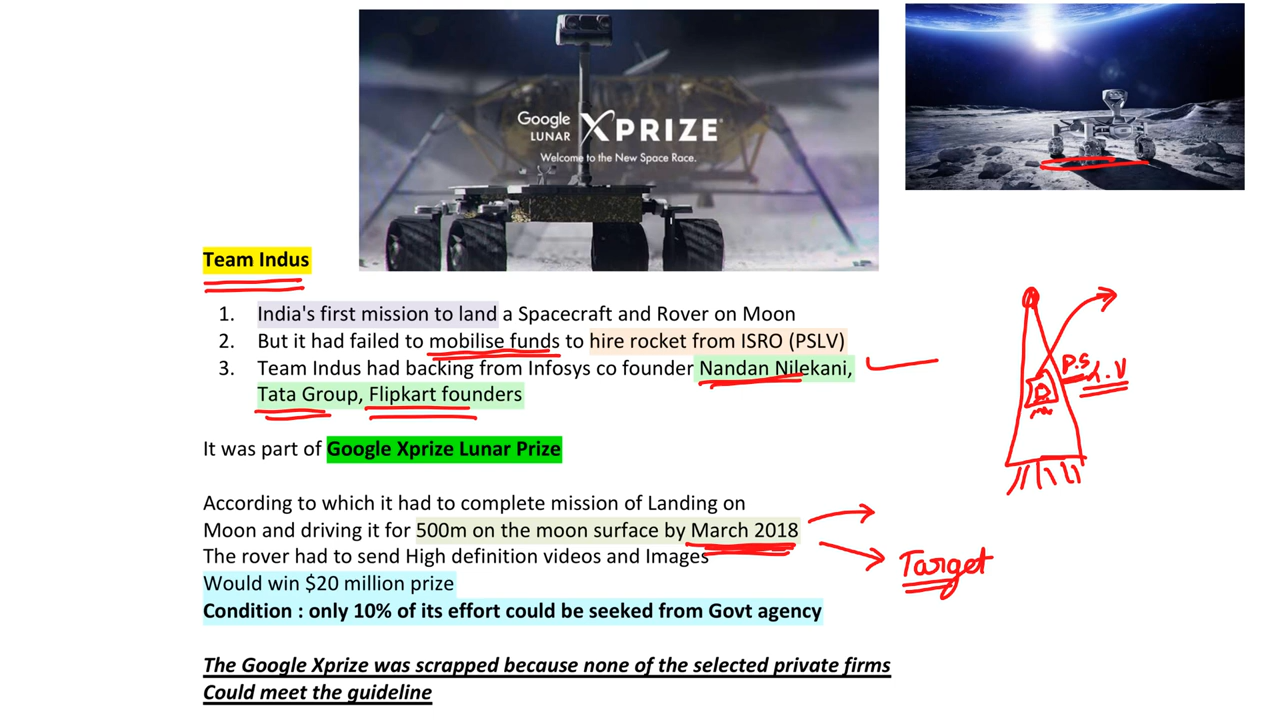 Google
LUNAR XPRIZE
Welcome to the New Space Race.
Team Indus
1. India's first mission to land a Spacecraft and Rover on Moon
2. But it had failed to mobilise funds to hire rocket from ISRO (PSLV)
3. Team Indus had backing from Infosys co founder Nandan Nilekani,
Tata Group, Flipkart founders
P.S.L.V
It was part of Google Xprize Lunar Prize
According to which it had to complete mission of Landing on
Moon and driving it for 500m on the moon surface by March 2018
The rover had to send High definition videos and Images
Target
Would win $20 million prize
Condition : only 10% of its effort could be seeked from Govt agency
The Google Xprize was scrapped because none of the selected private firms
Could meet the guideline